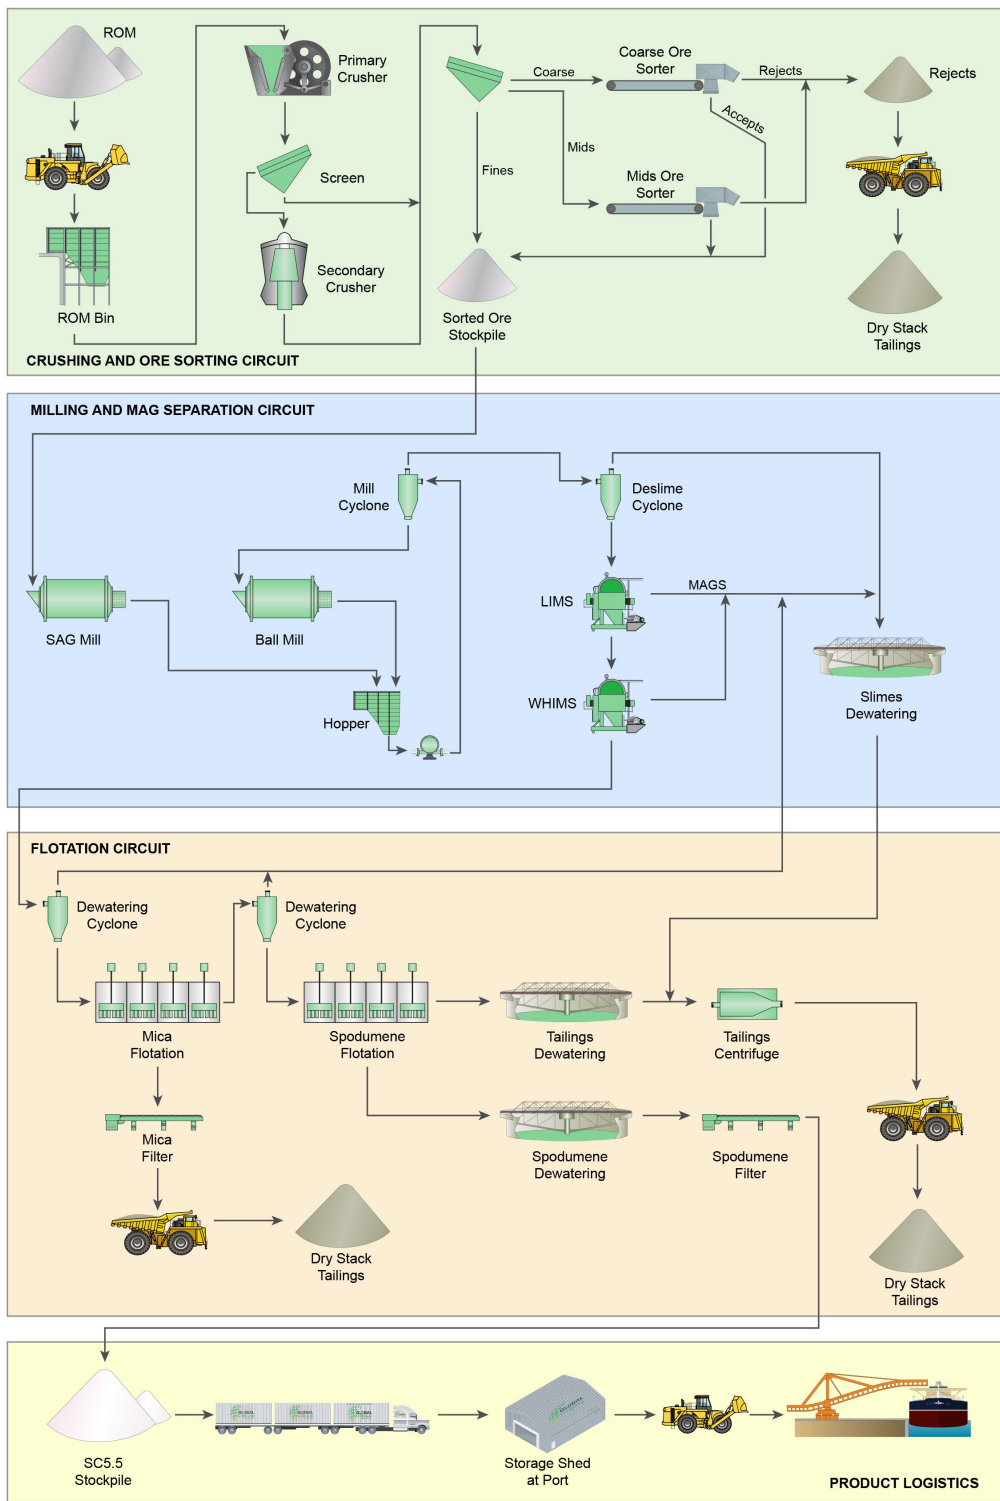 ROM
Primary
Crusher
Coarse Ore
Sorter
Coarse
Rejects
Rejects
Accepts
Mids
Fines
Screen
Mids Ore
Sorter
Secondary
Crusher
ROM Bin
Sorted Ore
Stockpile
Dry Stack
Tailings
CRUSHING AND ORE SORTING CIRCUIT
MILLING AND MAG SEPARATION CIRCUIT
Mill
Cyclone
Deslime
Cyclone
MAGS
LIMS
SAG Mill
Ball Mill
WHIMS
Slimes
Dewatering
Hopper
FLOTATION CIRCUIT
Dewatering
Cyclone
Dewatering
Cyclone
Mica
Flotation
Spodumene
Flotation
Tailings
Dewatering
Tailings
Centrifuge
Mica
Filter
Spodumene
Dewatering
Spodumene
Filter
Dry Stack
Tailings
Dry Stack
Tailings
GLOBAL
GLOBAL
GLOBAL
SC5.5
Stockpile
Storage Shed
at Port
PRODUCT LOGISTICS